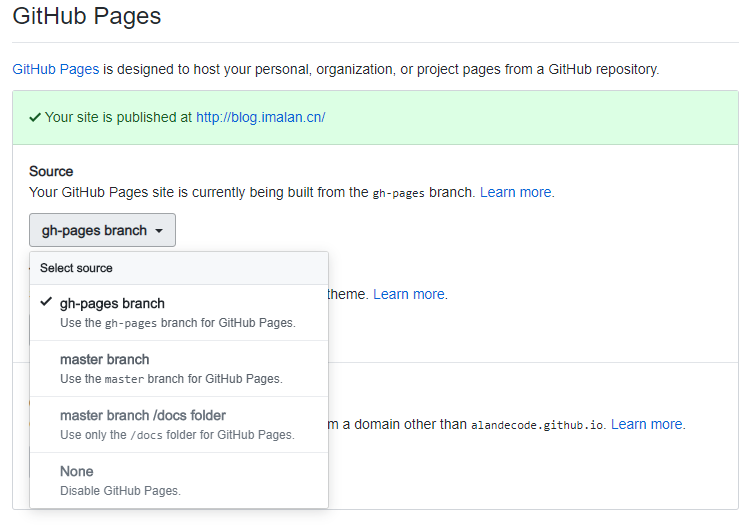 GitHub Pages
GitHub Pages is designed to host your personal, organization, or project pages from a GitHub repository.
Your site is published at http://blog.imalan.cn/
Source
Your GitHub Pages site is currently being built from the gh-pages branch. Learn more.
gh-pages branch
Select source
gh-pages branch
theme. Learn more.
Use the gh-pages branch for GitHub Pages.
master branch
Use the master branch for GitHub Pages.
master branch /docs folder
m a domain other than alandecode.github.io. Learn more.
Use only the /docs folder for GitHub Pages.
None
Disable GitHub Pages.